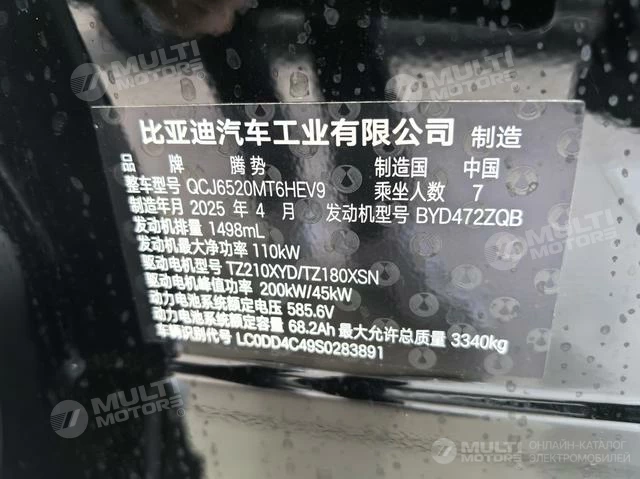 比亚迪汽车工业有限公司 制造
品 牌 腾势 制造国 中国
整车型号 QCJ6520MT6HEV9 乘坐人数 7
制造年月 2025 年 4 月 发动机型号 BYD472ZQB
发动机排量 1498mL
发动机最大净功率 110kW
驱动电机型号 TZ210XYD/TZ180XSN
驱动电机峰值功率 200kW/45kW
动力电池系统额定电压 585.6V
动力电池系统额定容量 68.2Ah 最大允许总质量 3340kg
车辆识别代号 LC0DD4C49S0283891
MULTI MOTORS
MULTI MOTORS
MULTI MOTORS
MULTI MOTORS
MULTI MOTORS ОНЛАЙН-КАТАЛОГ ЭЛЕКТРОМОБИЛЕЙ